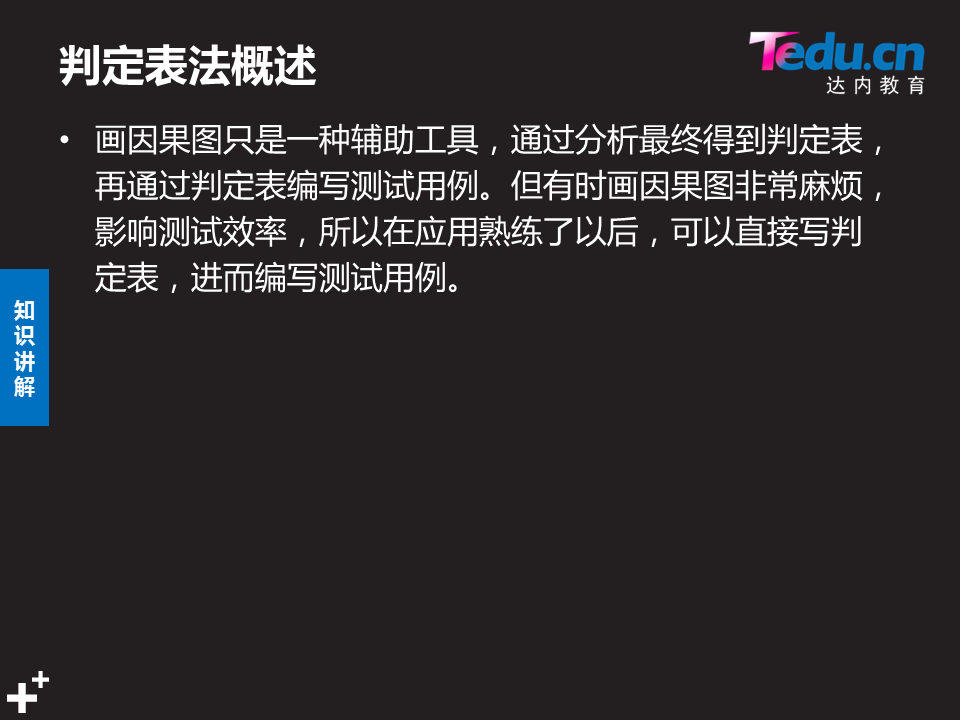 判定表法概述
Tedu.cn
达内教育
• 画因果图只是一种辅助工具，通过分析最终得到判定表，
再通过判定表编写测试用例。但有时画因果图非常麻烦，
影响测试效率，所以在应用熟练了以后，可以直接写判
定表，进而编写测试用例。
知
识
讲
解